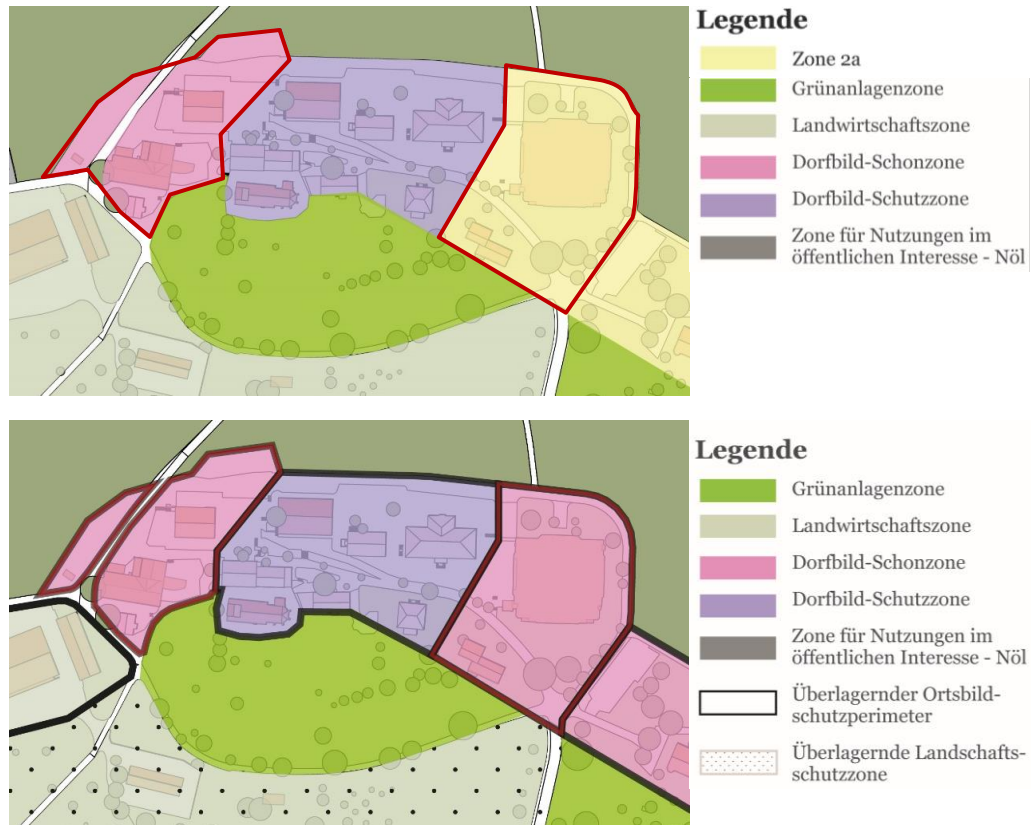 Legende
Zone 2a
Grünanlagenzone
Landwirtschaftszone
Dorfbild-Schonzone
Dorfbild-Schutzzone
Zone für Nutzungen im
öffentlichen Interesse - Nöl
Legende
Grünanlagenzone
Landwirtschaftszone
Dorfbild-Schonzone
Dorfbild-Schutzzone
Zone für Nutzungen im
öffentlichen Interesse - Nöl
Überlagernder Ortsbild-
schutzperimeter
Überlagernde Landschafts-
schutzzone